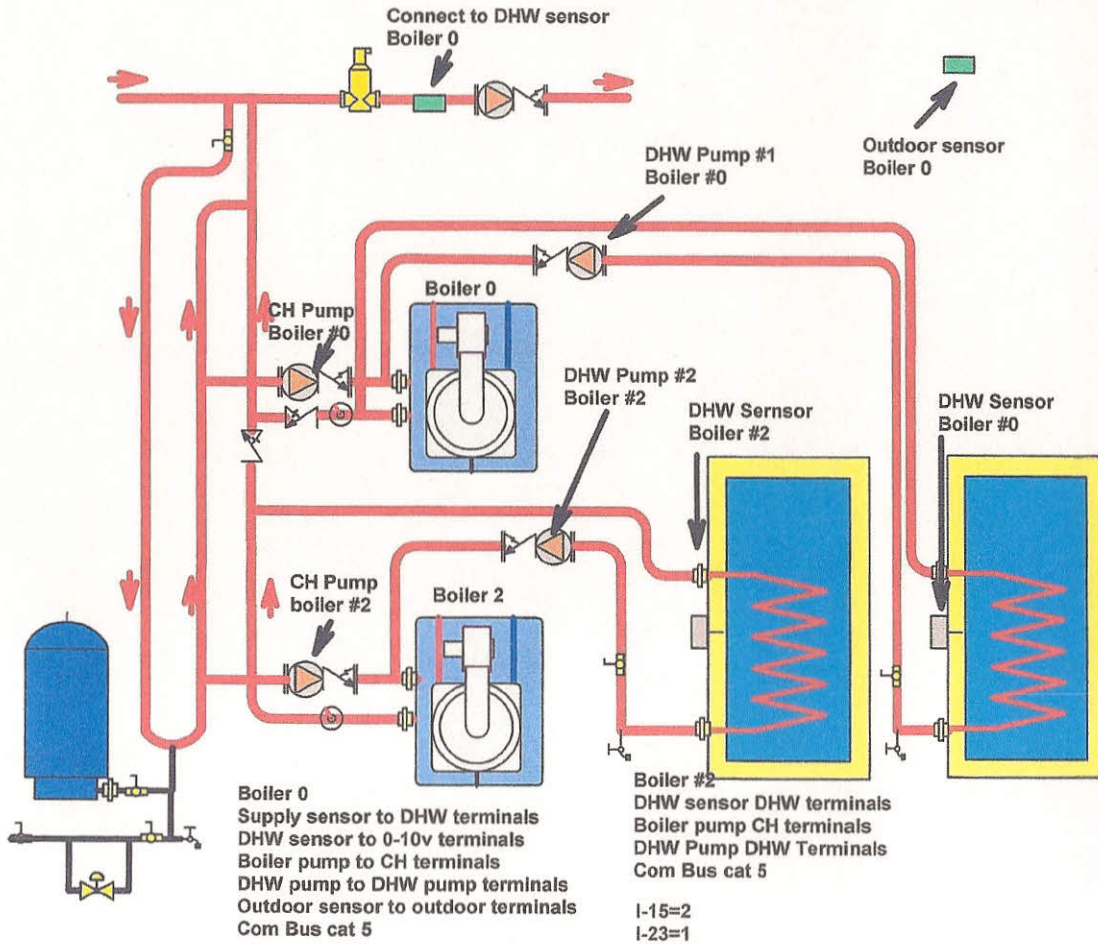 Connect to DHW sensor
Boiler 0
Outdoor sensor
Boiler 0
DHW Pump #1
Boiler #0
Boiler 0
CH Pump
Boiler #0
DHW Pump #2
Boiler #2
DHW Sernsor
Boiler #2
DHW Sensor
Boiler #0
CH Pump
boiler #2
Boiler 2
Boiler 0
Supply sensor to DHW terminals
DHW sensor to 0-10v terminals
Boiler pump to CH terminals
DHW pump to DHW pump terminals
Outdoor sensor to outdoor terminals
Com Bus cat 5
Boiler #2
DHW sensor DHW terminals
Boiler pump CH terminals
DHW Pump DHW Terminals
Com Bus cat 5
I-15=2
I-23=1